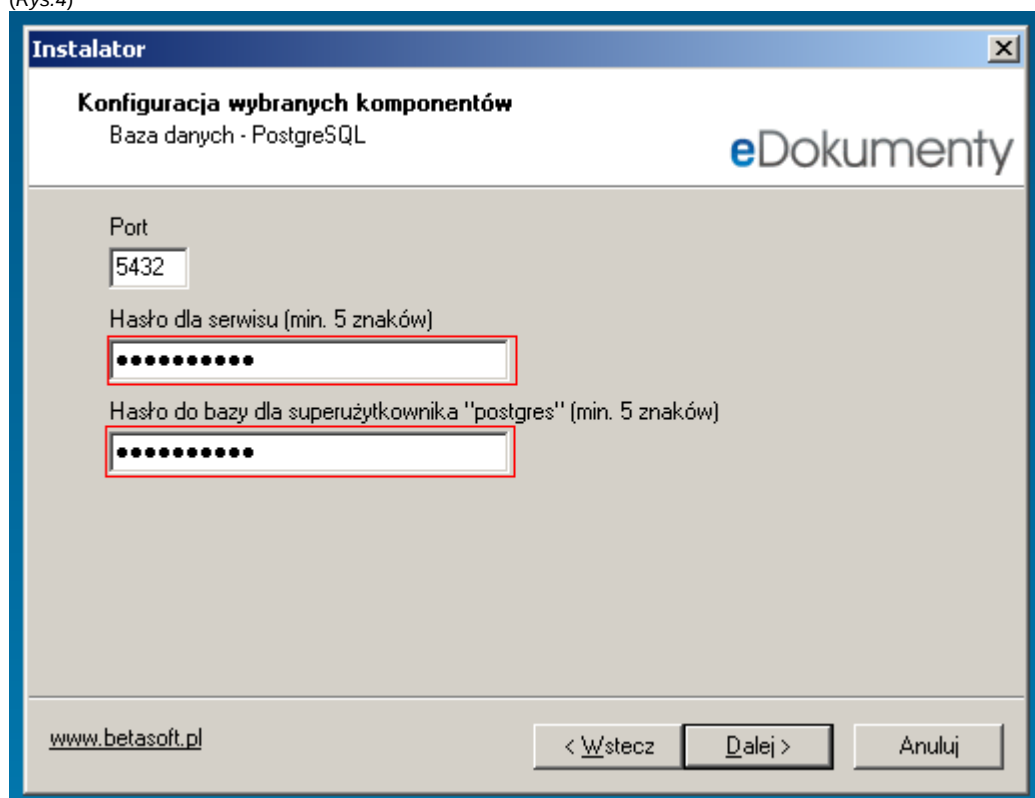 (Rys.4)
Instalator
Konfiguracja wybranych komponentów
Baza danych - PostgreSQL
eDokumenty
Port
5432
Hasło dla serwisu (min. 5 znaków)
●●●●●●●●●●
Hasło do bazy dla superużytkownika "postgres" (min. 5 znaków)
●●●●●●●●●●
www.betasoft.pl
< Wstecz Dalej > Anuluj